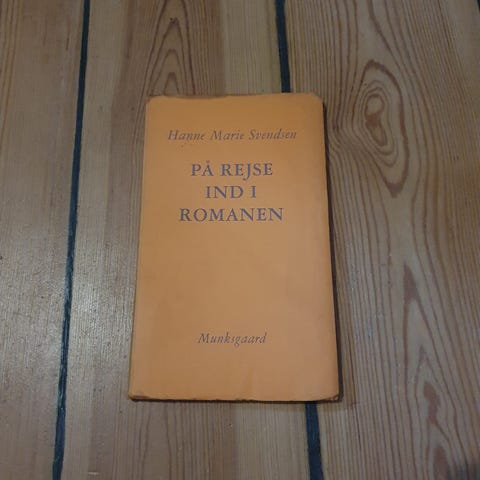 Hanne Marie Svendsen
PÅ REJSE
IND I
ROMANEN
Munksgaard